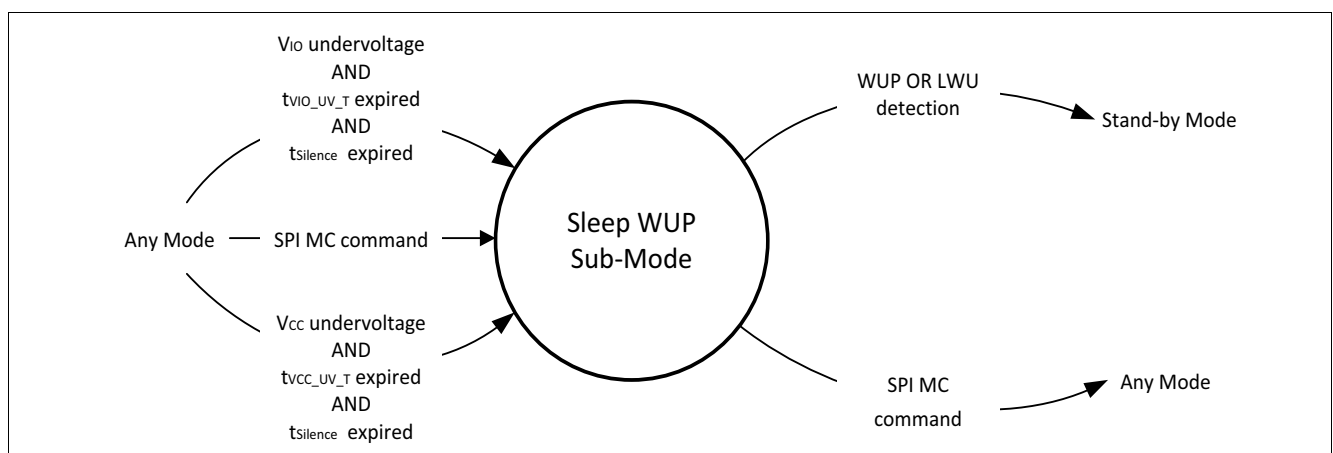 VIO undervoltage
AND
tVIO_UV_T expired
AND
tSilence expired
Any Mode
SPI MC command
VCC undervoltage
AND
tVCC_UV_T expired
AND
tSilence expired
Sleep WUP
Sub-Mode
WUP OR LWU
detection
Stand-by Mode
SPI MC
command
Any Mode